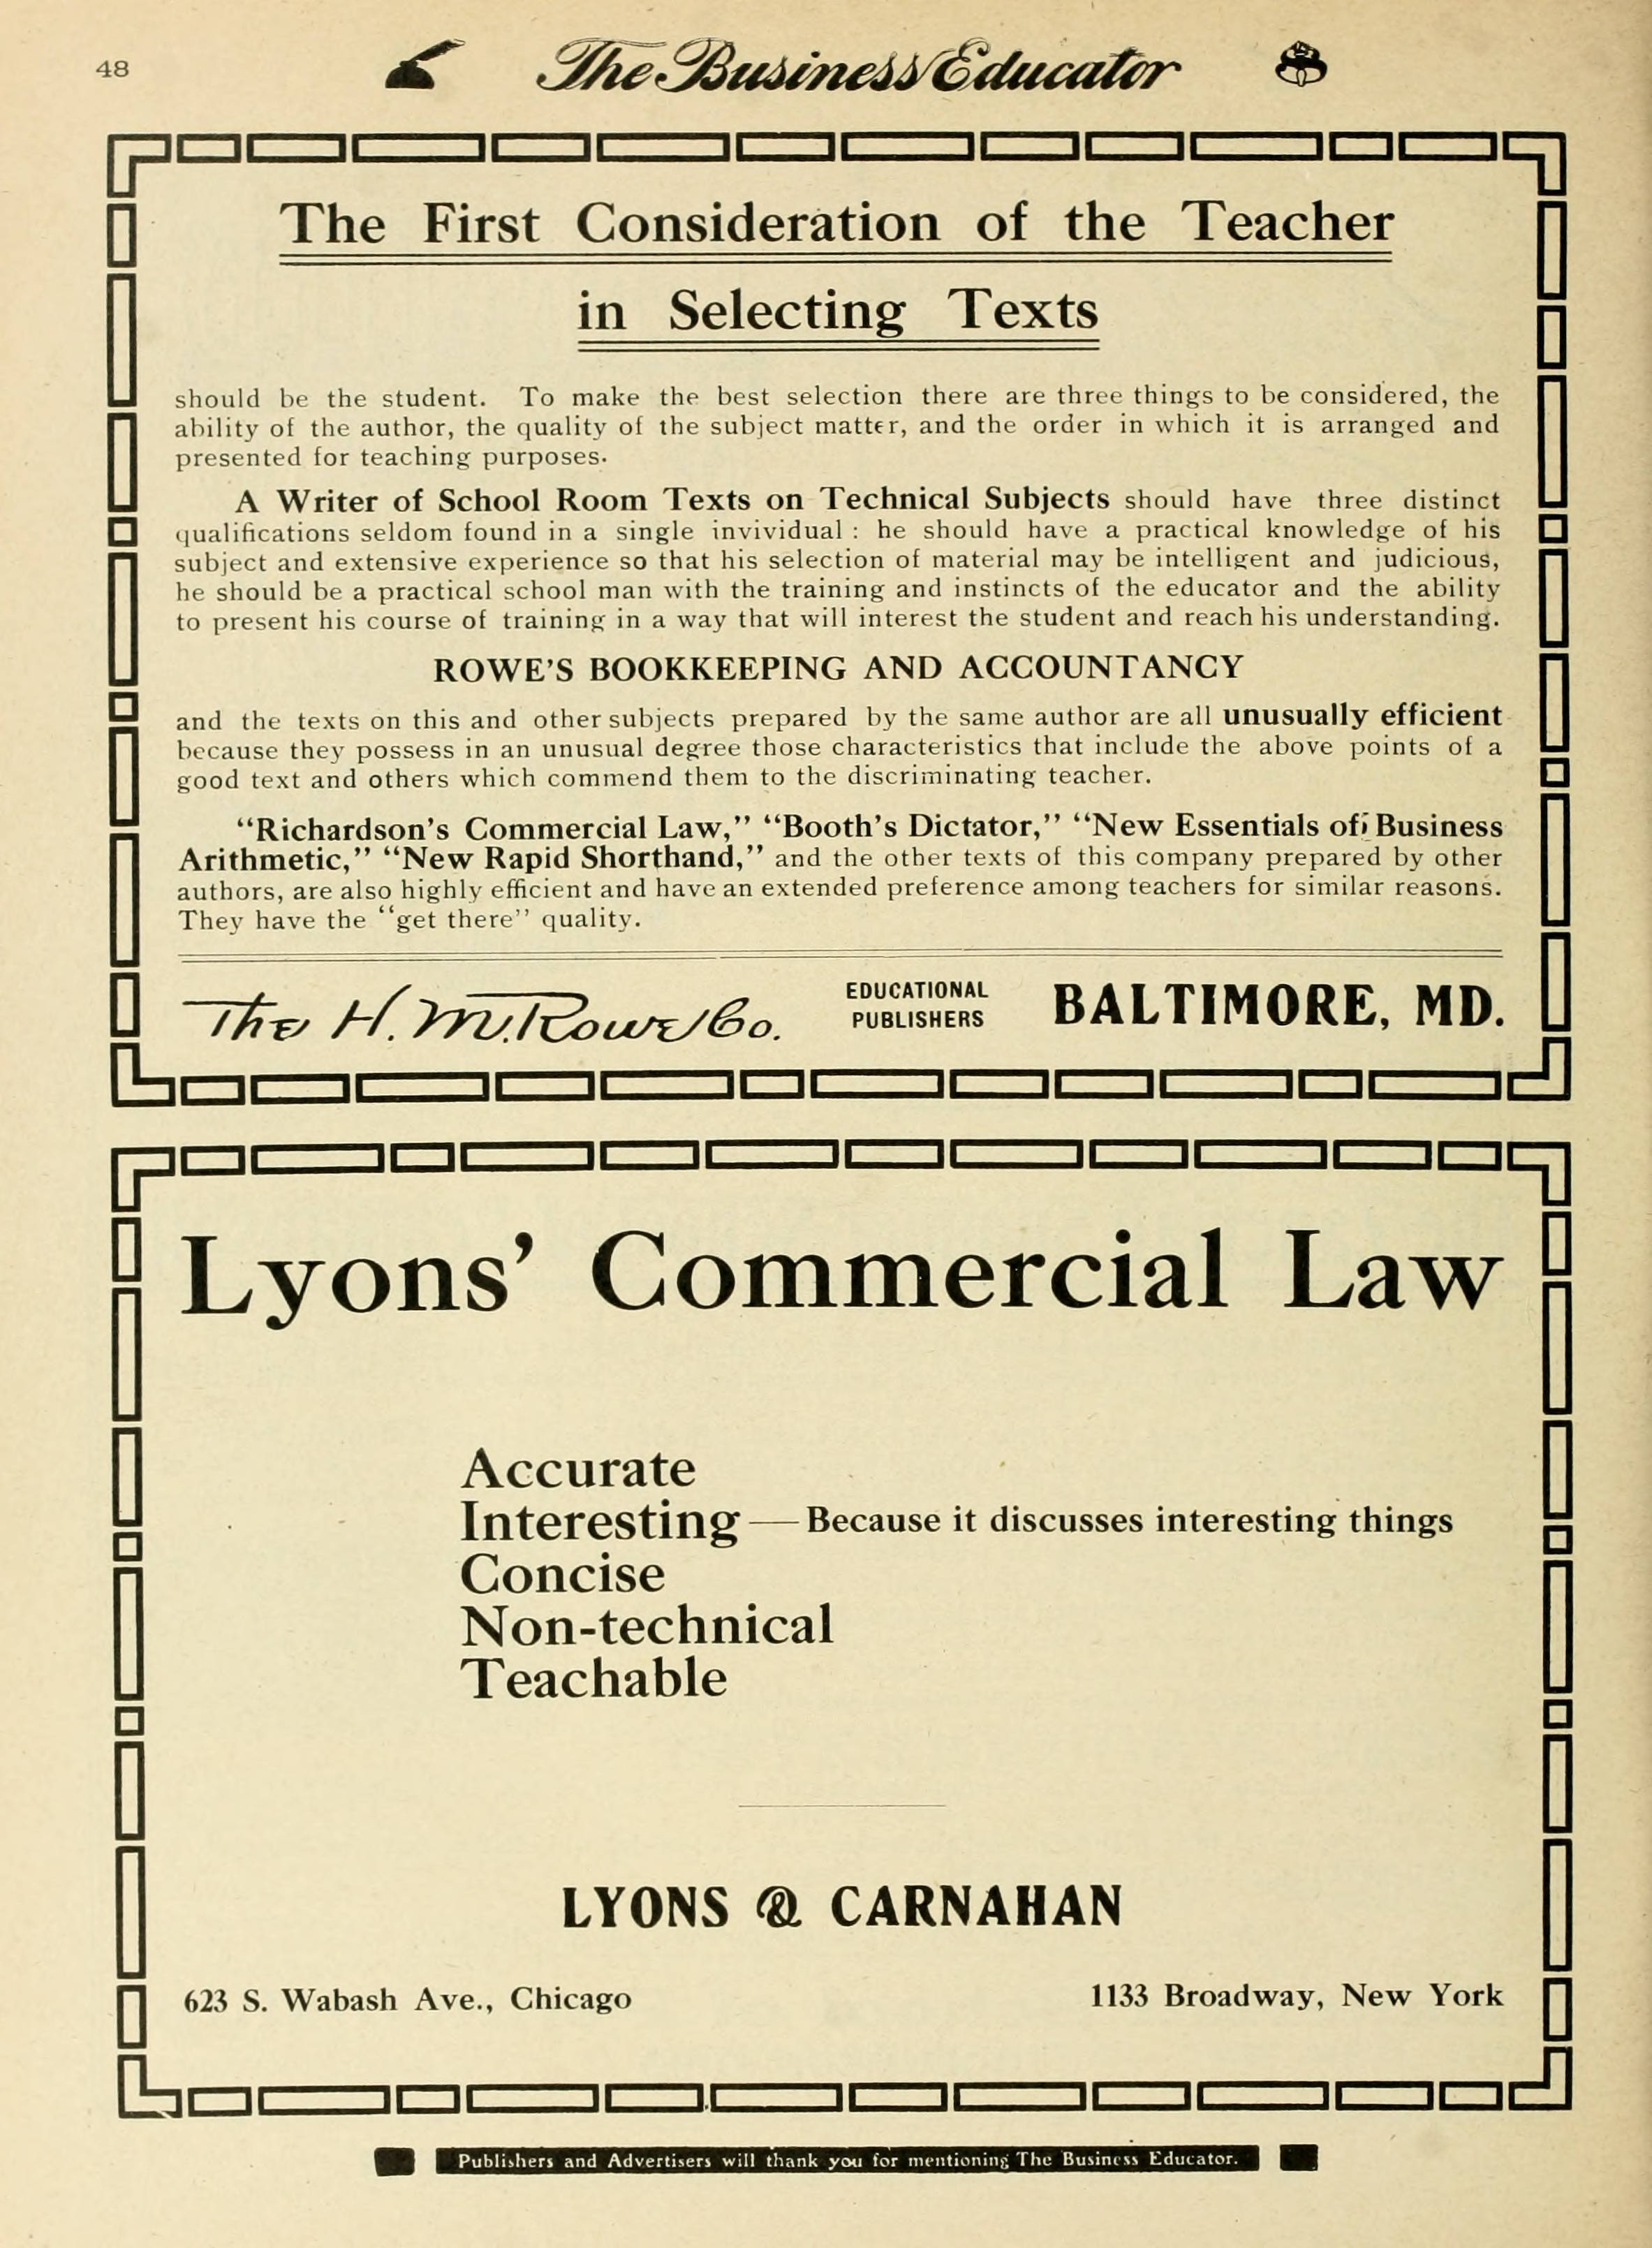 48
The Business Educator
The First Consideration of the Teacher
in Selecting Texts
should be the student. To make the best selection there are three things to be considered, the
ability of the author, the quality of the subject matter, and the order in which it is arranged and
presented for teaching purposes.
A Writer of School Room Texts on Technical Subjects should have three distinct
qualifications seldom found in a single invividual : he should have a practical knowledge of his
subject and extensive experience so that his selection of material may be intelligent and judicious,
he should be a practical school man with the training and instincts of the educator and the ability
to present his course of training in a way that will interest the student and reach his understanding.
ROWE'S BOOKKEEPING AND ACCOUNTANCY
and the texts on this and other subjects prepared by the same author are all unusually efficient
because they possess in an unusual degree those characteristics that include the above points of a
good text and others which commend them to the discriminating teacher.
"Richardson's Commercial Law," "Booth's Dictator," "New Essentials of Business
Arithmetic," "New Rapid Shorthand," and the other texts of this company prepared by other
authors, are also highly efficient and have an extended preference among teachers for similar reasons.
They have the "get there" quality.
The H. M. Rowe Co.
EDUCATIONAL
PUBLISHERS
BALTIMORE, MD.
Lyons' Commercial Law
Accurate
Interesting — Because it discusses interesting things
Concise
Non-technical
Teachable
LYONS & CARNAHAN
623 S. Wabash Ave., Chicago
1133 Broadway, New York
Publishers and Advertisers will thank you for mentioning The Business Educator.